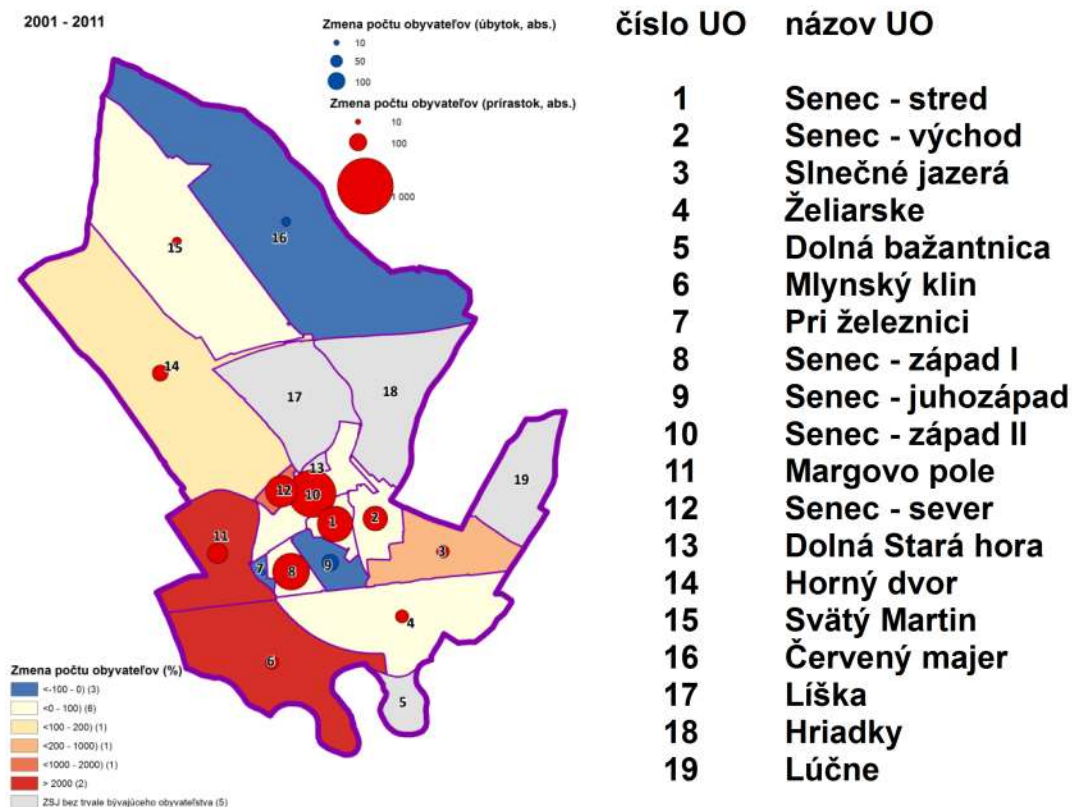 2001 - 2011
Zmena počtu obyvateľov (úbytok, abs.)
10
50
100
Zmena počtu obyvateľov (prírastok, abs.)
10
100
1 000
16
15
14
17
18
13
12
10
19
1
2
11
3
7
8
9
4
6
5
Zmena počtu obyvateľov (%)
<-100 - 0) (3)
<0 - 100) (6)
<100 - 200) (1)
<200 - 1000) (1)
<1000 - 2000) (1)
> 2000 (2)
ZSJ bez trvale bývajúceho obyvateľstva (5)
číslo UO názov UO
1 Senec - stred
2 Senec - východ
3 Slnečné jazerá
4 Želiarske
5 Dolná bažantnica
6 Mlynský klin
7 Pri železnici
8 Senec - západ I
9 Senec - juhozápad
10 Senec - západ II
11 Margovo pole
12 Senec - sever
13 Dolná Stará hora
14 Horný dvor
15 Svätý Martin
16 Červený majer
17 Líška
18 Hriadky
19 Lúčne